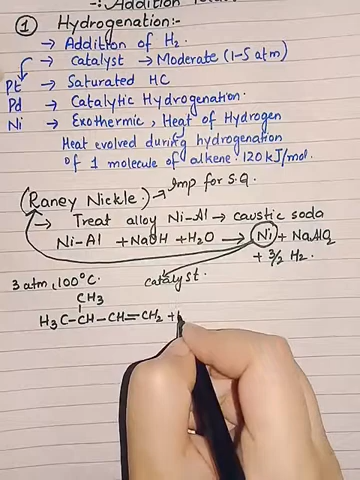 -: Addition
① Hydrogenation:-
→ Addition of H2.
→ catalyst → Moderate (1-5 atm)
Pt → Saturated HC
Pd → Catalytic Hydrogenation.
Ni → Exothermic, Heat of Hydrogen
Heat evolved during hydrogenation
of 1 molecule of alkene. 120 kJ/mol.
(Raney Nickle) → Imp for S.Q.
→ Treat alloy Ni-Al → caustic soda
Ni-Al + NaOH + H2O → Ni + NaAlO2
+ 3/2 H2.
3 atm, 100°C. catalyst.
CH3
H3C-CH-CH=CH2 +